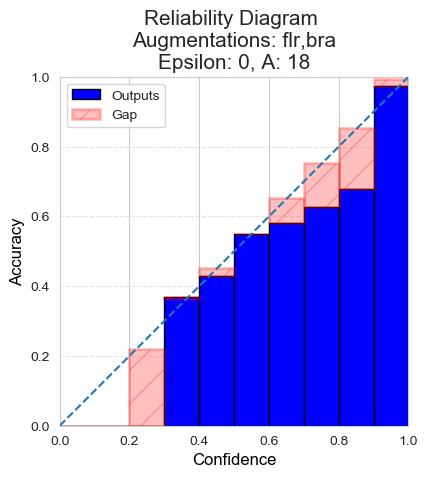 Reliability Diagram
Augmentations: flr,bra
Epsilon: 0, A: 18
1.0
Outputs
Gap
0.8
0.6
Accuracy
0.4
0.2
0.0
0.0 0.2 0.4 0.6 0.8 1.0
Confidence